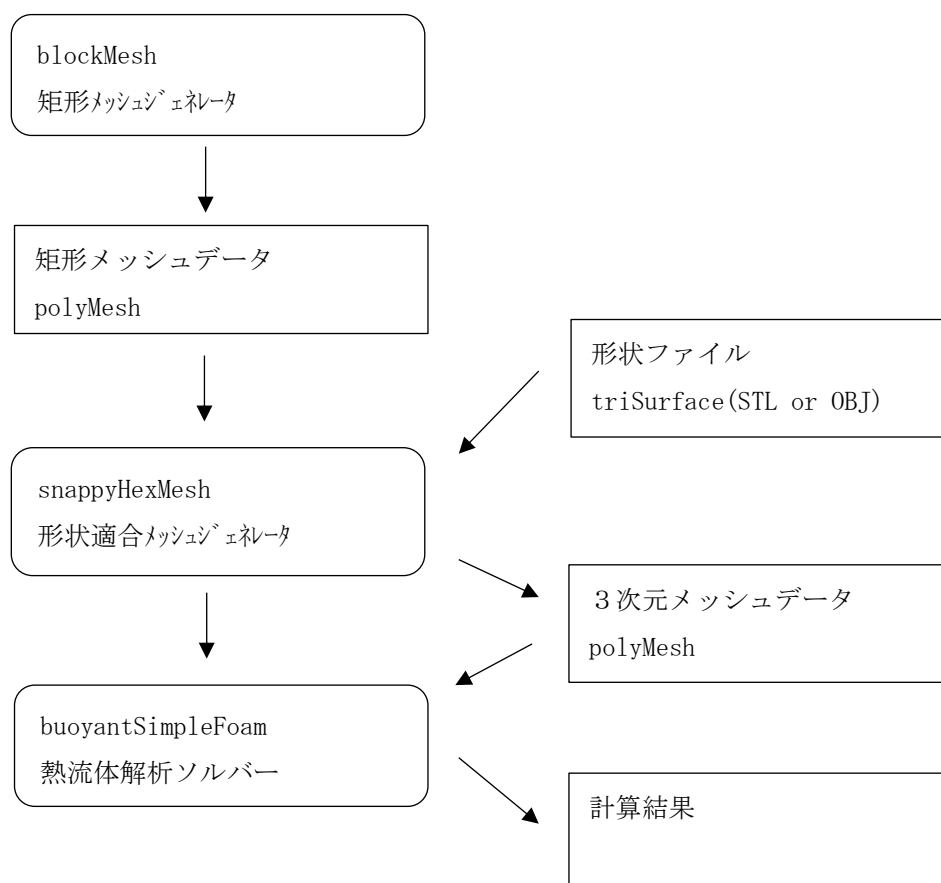 blockMesh
矩形ﾒｯｼｭｼﾞｪﾈﾚｰﾀ
矩形メッシュデータ
polyMesh
形状ファイル
triSurface(STL or OBJ)
snappyHexMesh
形状適合ﾒｯｼｭｼﾞｪﾈﾚｰﾀ
３次元メッシュデータ
polyMesh
buoyantSimpleFoam
熱流体解析ソルバー
計算結果